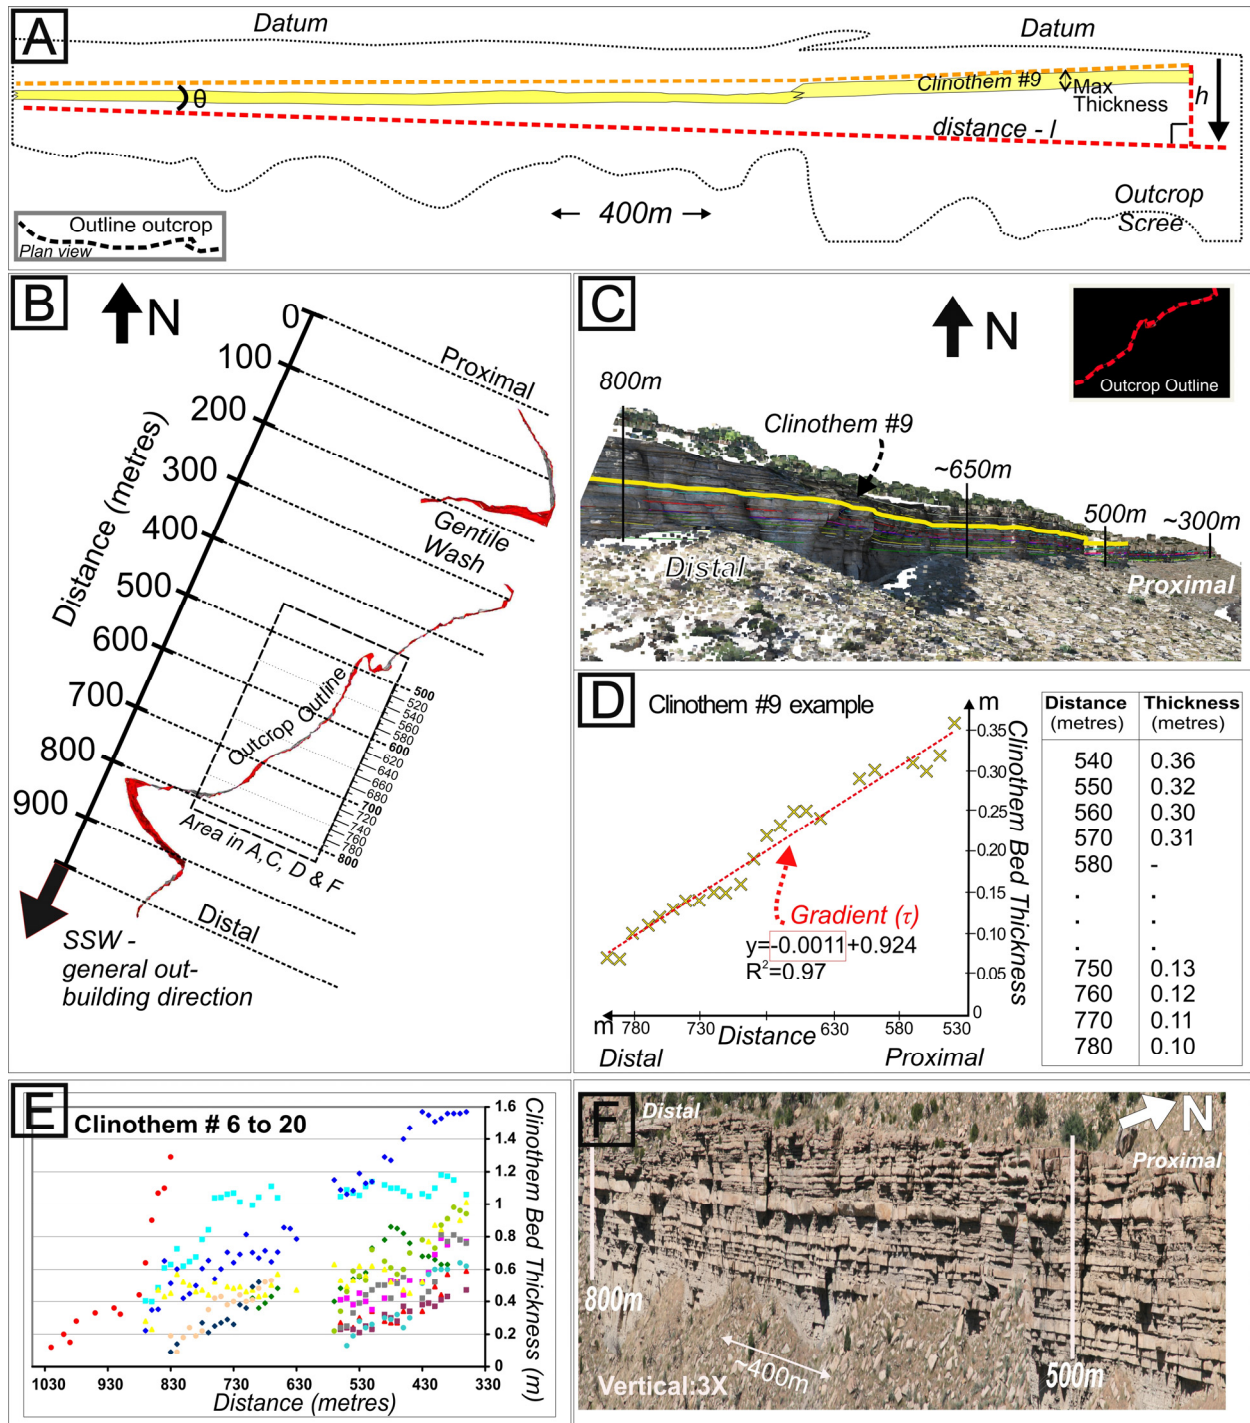 A
Datum
Datum
Clinothem #9
Max
Thickness
h
θ
distance - l
400m
Outcrop
Scree
Outline outcrop
Plan view
B
N
0
100
200
300
400
500
600
700
800
900
Distance (metres)
Proximal
Gentile
Wash
Outcrop Outline
500
520
540
560
580
600
620
640
660
680
700
720
740
760
780
800
Area in A, C, D & F
Distal
SSW -
general out-
building direction
C
N
Outcrop Outline
800m
Clinothem #9
~650m
500m
~300m
Distal
Proximal
D
Clinothem #9 example
m
0.35
0.30
0.25
0.20
0.15
0.10
0.05
0
Clinothem Bed Thickness
Gradient (τ)
y=-0.0011+0.924
R²=0.97
m
780
730
Distance
630
580
530
Distal
Proximal
Distance Thickness
(metres) (metres)
540 0.36
550 0.32
560 0.30
570 0.31
580 -
. .
. .
. .
750 0.13
760 0.12
770 0.11
780 0.10
E
Clinothem # 6 to 20
1.6
1.4
1.2
1
0.8
0.6
0.4
0.2
0
Clinothem Bed Thickness (m)
1030 930 830 730 630 530 430 330
Distance (metres)
F
Distal
N
Proximal
800m
~400m
Vertical:3X
500m